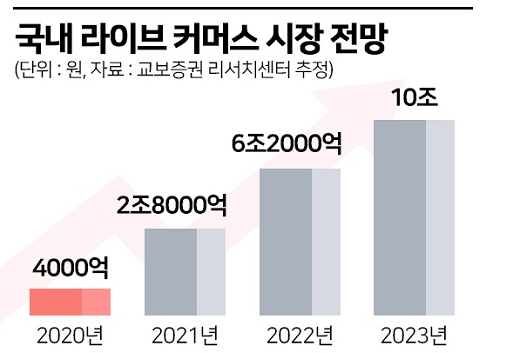 국내 라이브 커머스 시장 전망
(단위 : 원, 자료 : 교보증권 리서치센터 추정)
10조
6조2000억
2조8000억
4000억
2020년 2021년 2022년 2023년